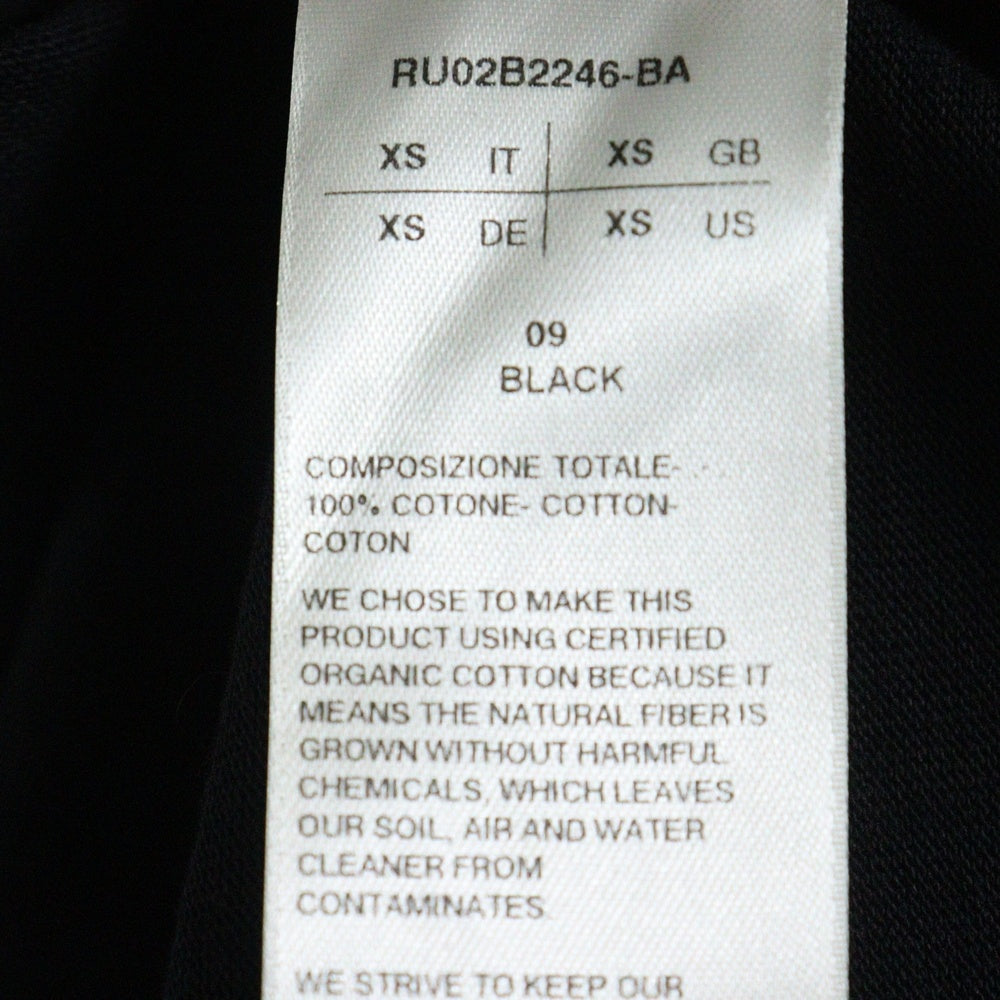 RU02B2246-BA
XS IT XS GB
XS DE XS US
09
BLACK
COMPOSIZIONE TOTALE-
100% COTONE- COTTON-
COTON
WE CHOSE TO MAKE THIS
PRODUCT USING CERTIFIED
ORGANIC COTTON BECAUSE IT
MEANS THE NATURAL FIBER IS
GROWN WITHOUT HARMFUL
CHEMICALS, WHICH LEAVES
OUR SOIL, AIR AND WATER
CLEANER FROM
CONTAMINATES.
WE STRIVE TO KEEP OUR